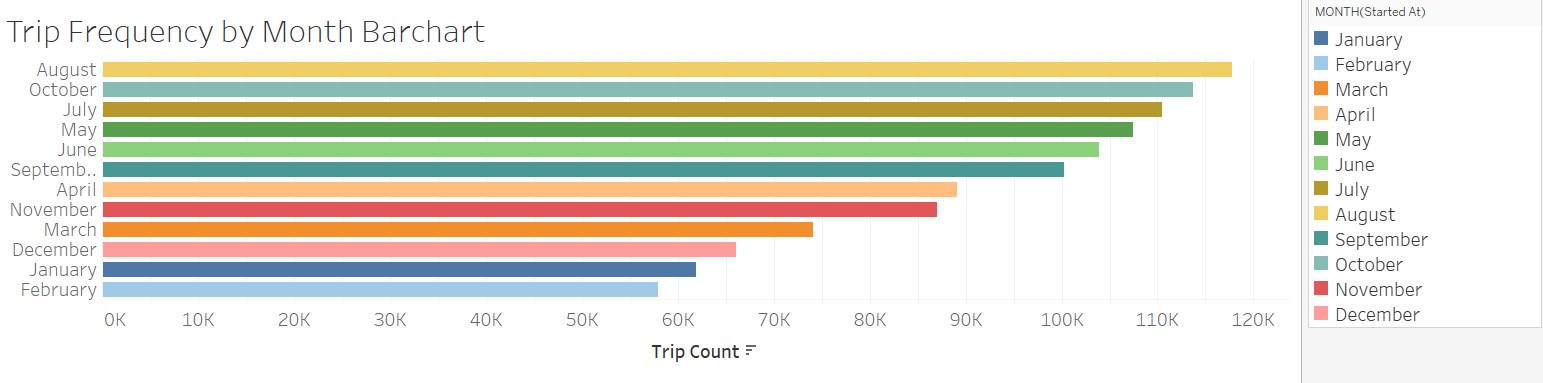 Trip Frequency by Month Barchart
August
October
July
May
June
Septemb..
April
November
March
December
January
February
0K 10K 20K 30K 40K 50K 60K 70K 80K 90K 100K 110K 120K
Trip Count
MONTH(Started At)
January
February
March
April
May
June
July
August
September
October
November
December